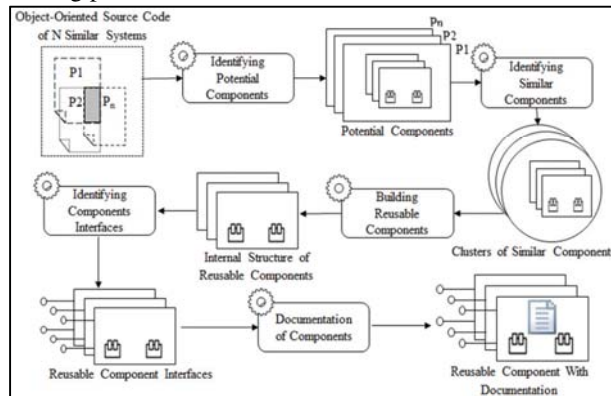 Object-Oriented Source Code
of N Similar Systems
P1
P2
Pn
Identifying
Potential
Components
Pn
P2
P1
Potential Components
Identifying
Similar
Components
Clusters of Similar Component
Building
Reusable
Components
Internal Structure of
Reusable Components
Identifying
Components
Interfaces
Reusable Component Interfaces
Documentation
of Components
Reusable Component With
Documentation